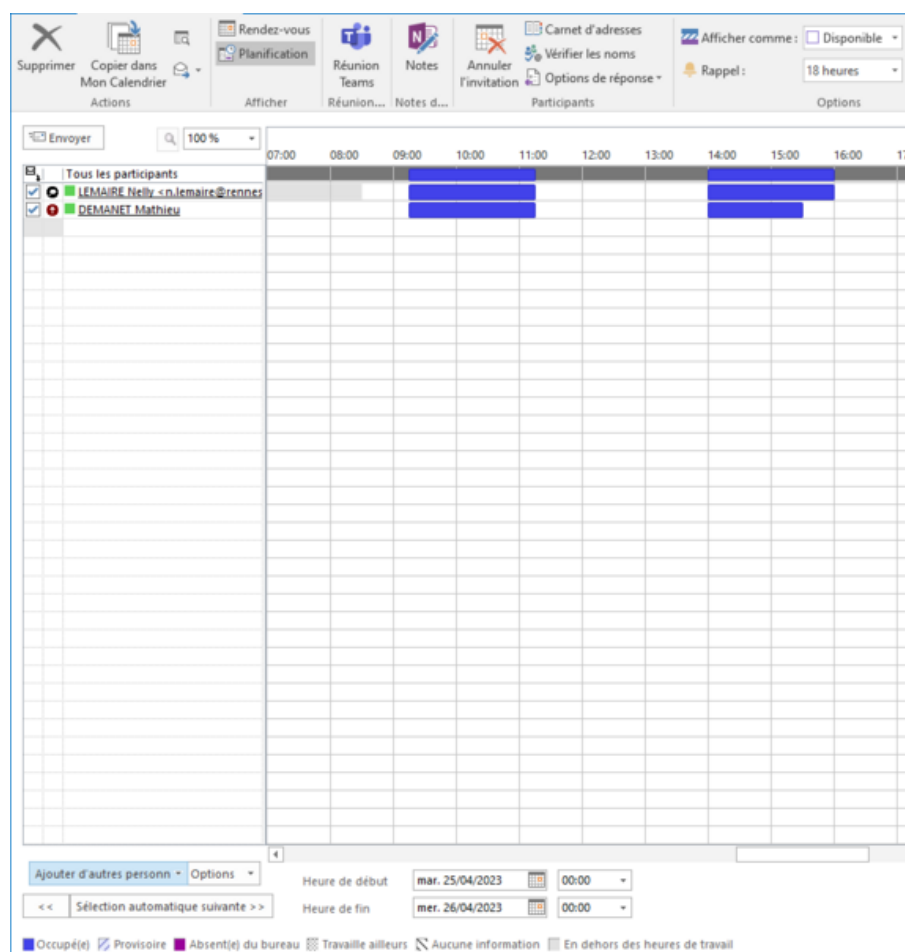 Supprimer
Copier dans
Mon Calendrier
Actions
Rendez-vous
Planification
Afficher
Réunion
Teams
Réunion...
Notes
Notes d...
Annuler
l'invitation
Carnet d'adresses
Vérifier les noms
Options de réponse
Participants
Afficher comme :
Disponible
Rappel :
18 heures
Options
Envoyer
100 %
07:00 08:00 09:00 10:00 11:00 12:00 13:00 14:00 15:00 16:00 17
Tous les participants
LEMAIRE Nelly <n.lemaire@rennes
DEMANET Mathieu
Ajouter d'autres personn
Options
<< Sélection automatique suivante >>
Heure de début mar. 25/04/2023 00:00
Heure de fin mer. 26/04/2023 00:00
Occupé(e) Provisoire Absent(e) du bureau Travaille ailleurs Aucune information En dehors des heures de travail